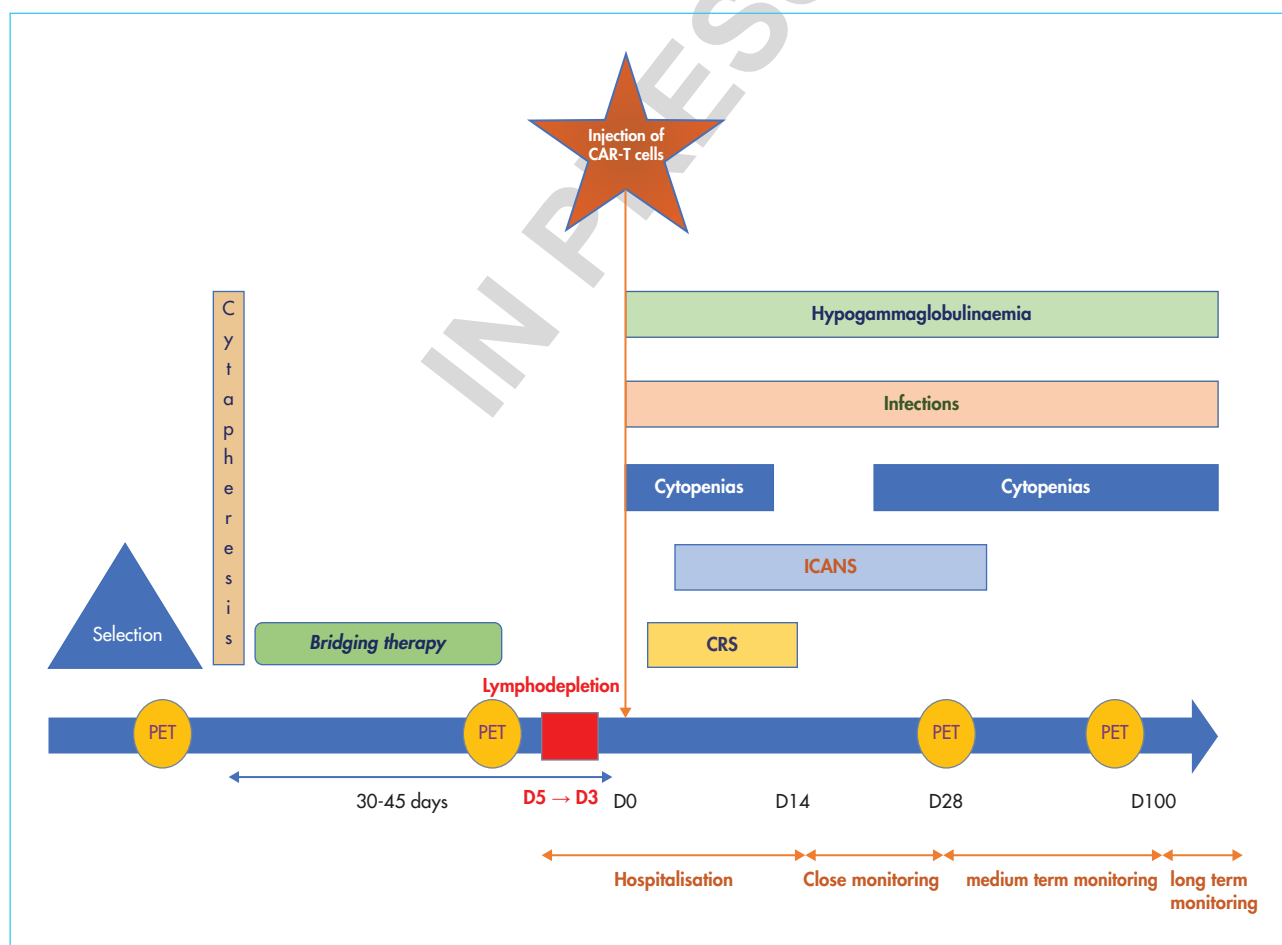 IN PRESS
Injection of
CAR-T cells
Cytapheresis
Hypogammaglobulinaemia
Infections
Cytopenias
Cytopenias
ICANS
CRS
Selection
Bridging therapy
Lymphodepletion
PET
PET
PET
PET
30-45 days
D5 → D3
D0
D14
D28
D100
Hospitalisation
Close monitoring
medium term monitoring
long term
monitoring